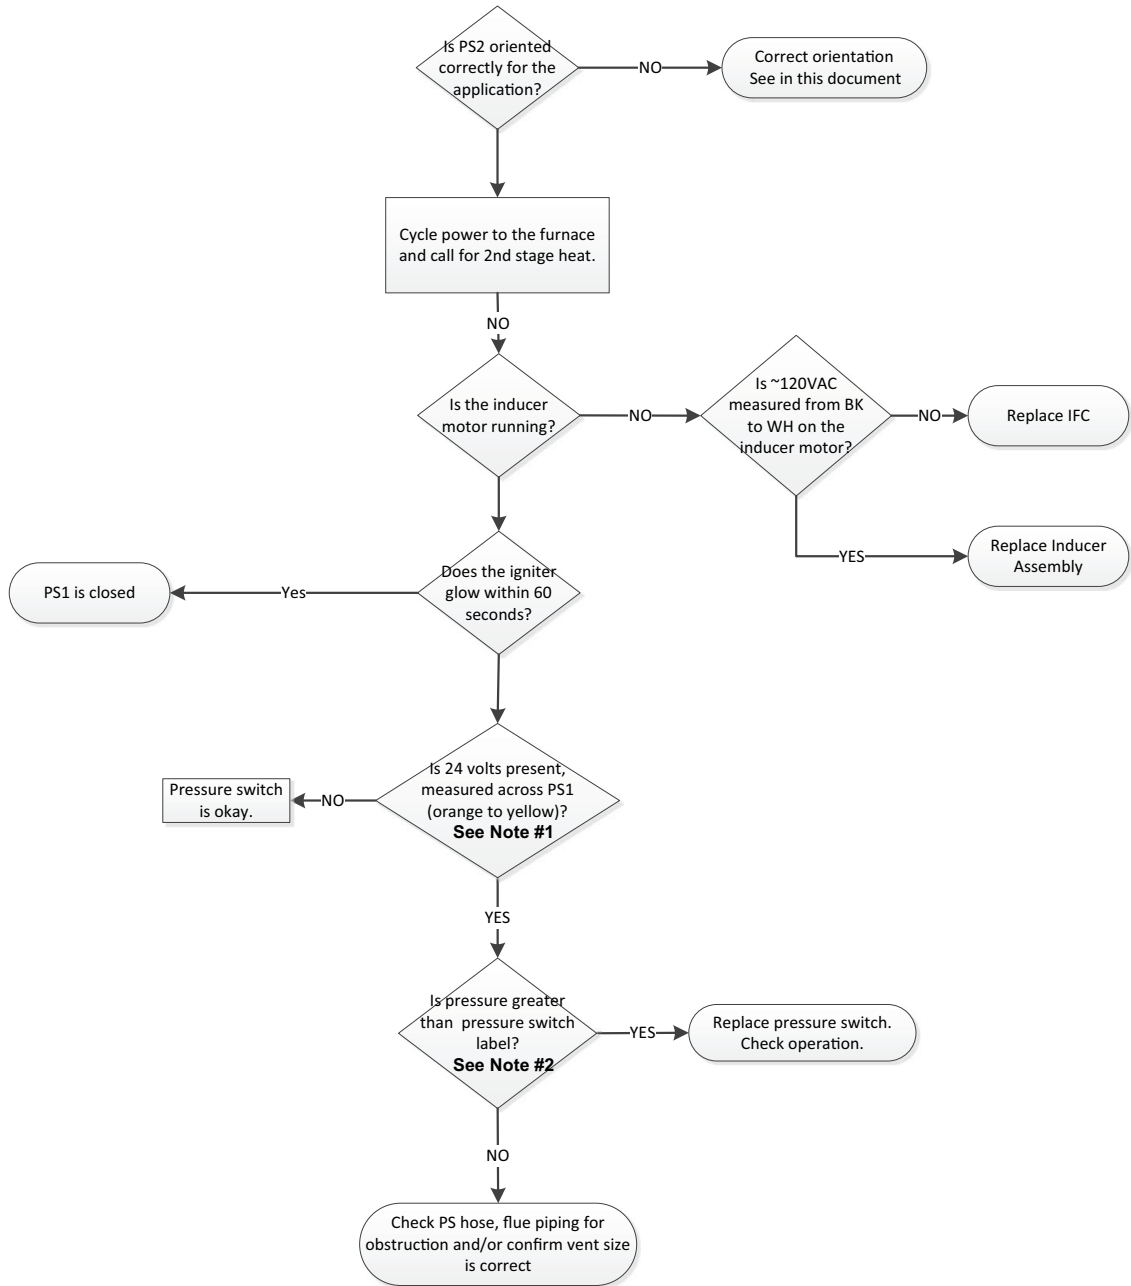 Is PS2 oriented
correctly for the
application?
NO
Correct orientation
See in this document
Cycle power to the furnace
and call for 2nd stage heat.
NO
Is the inducer
motor running?
NO
Is ~120VAC
measured from BK
to WH on the
inducer motor?
NO
Replace IFC
YES
Replace Inducer
Assembly
Does the igniter
glow within 60
seconds?
Yes
PS1 is closed
Is 24 volts present,
measured across PS1
(orange to yellow)?
See Note #1
NO
Pressure switch
is okay.
YES
Is pressure greater
than pressure switch
label?
See Note #2
YES
Replace pressure switch.
Check operation.
NO
Check PS hose, flue piping for
obstruction and/or confirm vent size
is correct